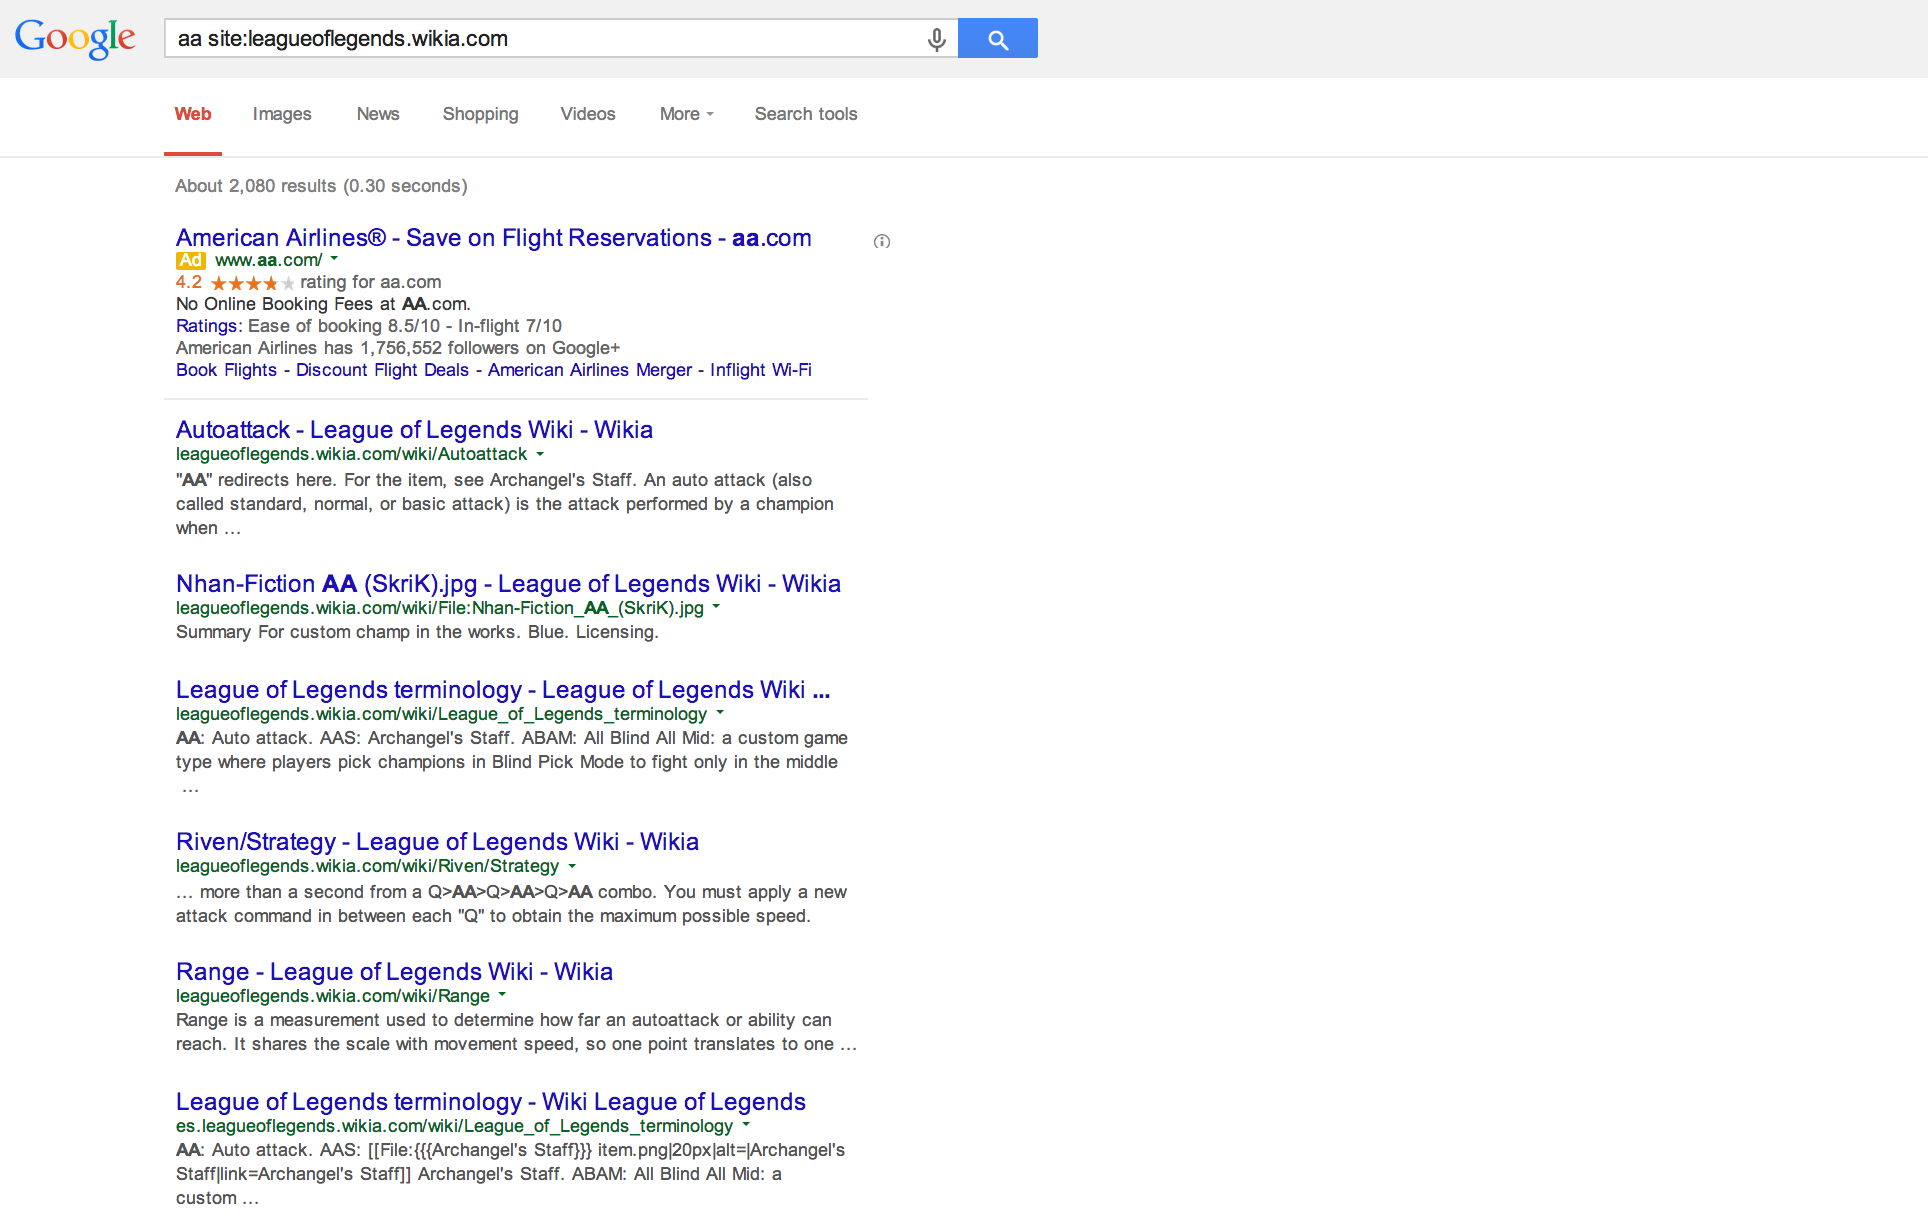 Google
aa site:leagueoflegends.wikia.com
Web Images News Shopping Videos More Search tools
About 2,080 results (0.30 seconds)
American Airlines® - Save on Flight Reservations - aa.com
Ad www.aa.com/
4.2 rating for aa.com
No Online Booking Fees at AA.com.
Ratings: Ease of booking 8.5/10 - In-flight 7/10
American Airlines has 1,756,552 followers on Google+
Book Flights - Discount Flight Deals - American Airlines Merger - Inflight Wi-Fi
Autoattack - League of Legends Wiki - Wikia
leagueoflegends.wikia.com/wiki/Autoattack
"AA" redirects here. For the item, see Archangel's Staff. An auto attack (also
called standard, normal, or basic attack) is the attack performed by a champion
when ...
Nhan-Fiction AA (SkriK).jpg - League of Legends Wiki - Wikia
leagueoflegends.wikia.com/wiki/File:Nhan-Fiction_AA_(SkriK).jpg
Summary For custom champ in the works. Blue. Licensing.
League of Legends terminology - League of Legends Wiki ...
leagueoflegends.wikia.com/wiki/League_of_Legends_terminology
AA: Auto attack. AAS: Archangel's Staff. ABAM: All Blind All Mid: a custom game
type where players pick champions in Blind Pick Mode to fight only in the middle
...
Riven/Strategy - League of Legends Wiki - Wikia
leagueoflegends.wikia.com/wiki/Riven/Strategy
... more than a second from a Q>AA>Q>AA>Q>AA combo. You must apply a new
attack command in between each "Q" to obtain the maximum possible speed.
Range - League of Legends Wiki - Wikia
leagueoflegends.wikia.com/wiki/Range
Range is a measurement used to determine how far an autoattack or ability can
reach. It shares the scale with movement speed, so one point translates to one ...
League of Legends terminology - Wiki League of Legends
es.leagueoflegends.wikia.com/wiki/League_of_Legends_terminology
AA: Auto attack. AAS: [[File:{{{Archangel's Staff}}} item.png|20px|alt=|Archangel's
Staff|link=Archangel's Staff]] Archangel's Staff. ABAM: All Blind All Mid: a
custom ...